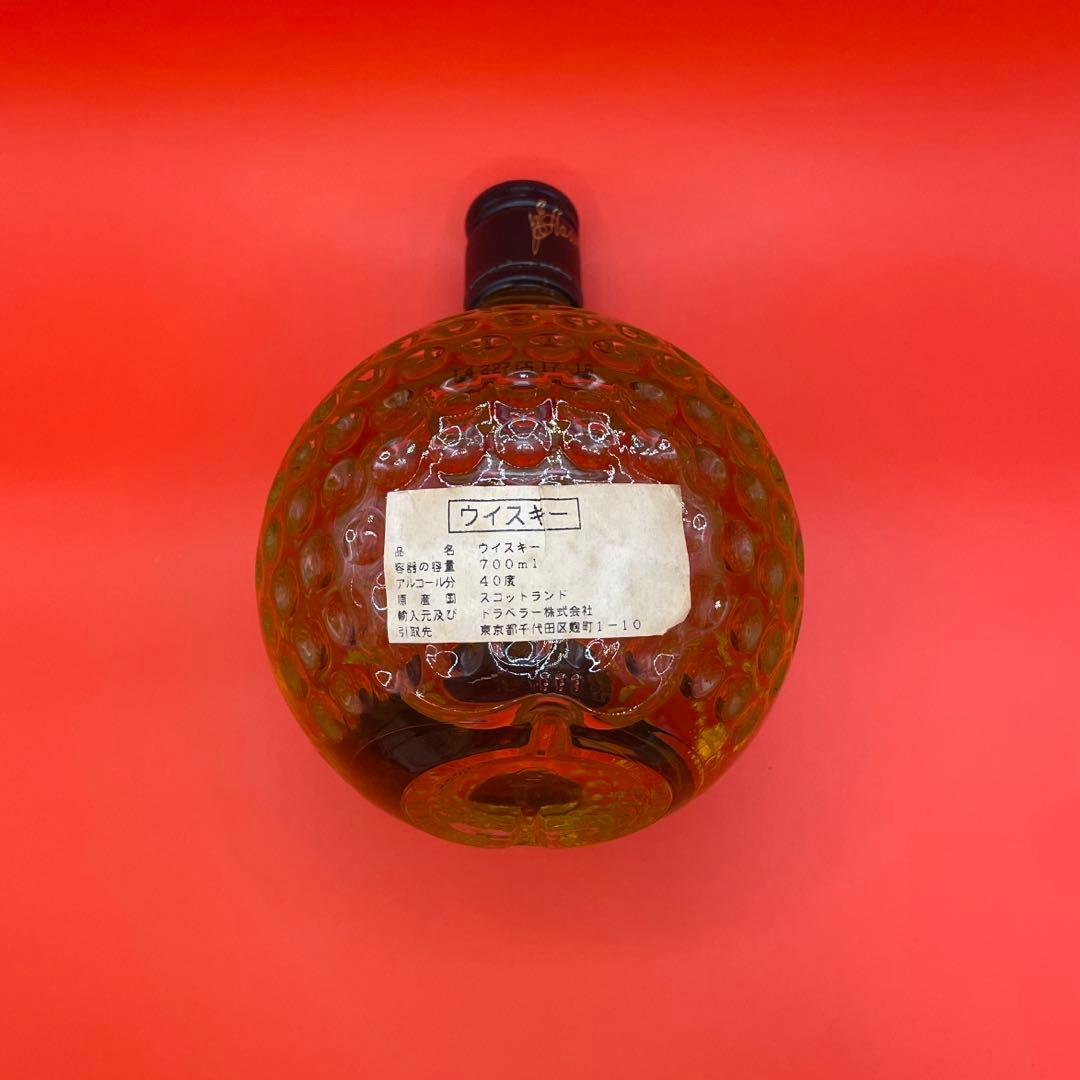 ウイスキー
品 名 ウイスキー
容器の容量 700ml
アルコール分 40度
原産国 スコットランド
輸入元及び トラベラー株式会社
引取先 東京都千代田区麹町1-10